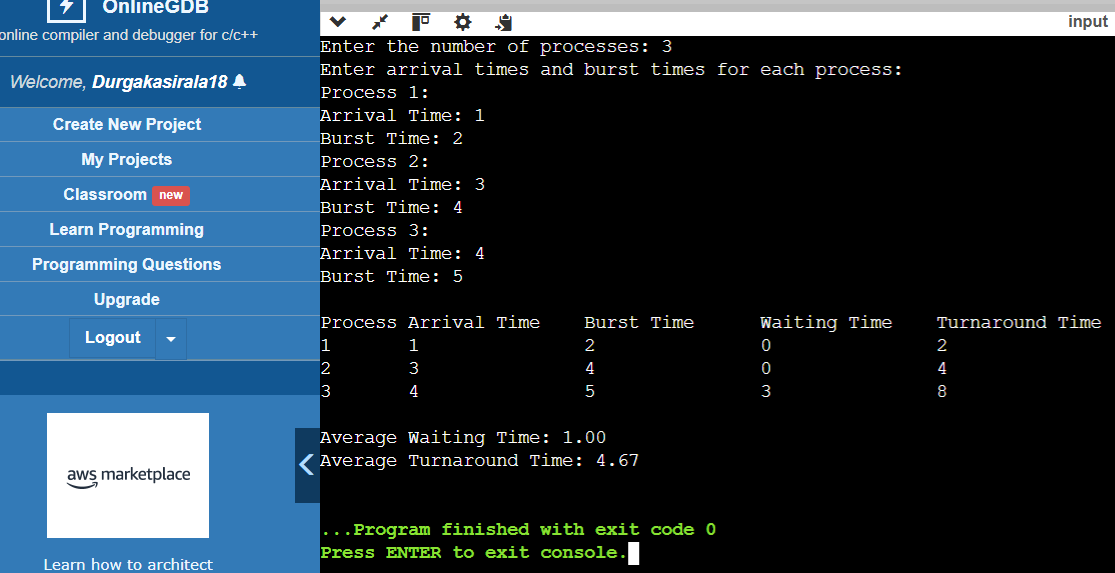 OnlineGDB
online compiler and debugger for c/c++
Welcome, Durgakasirala18
Create New Project
My Projects
Classroom new
Learn Programming
Programming Questions
Upgrade
Logout
aws marketplace
Learn how to architect
input
Enter the number of processes: 3
Enter arrival times and burst times for each process:
Process 1:
Arrival Time: 1
Burst Time: 2
Process 2:
Arrival Time: 3
Burst Time: 4
Process 3:
Arrival Time: 4
Burst Time: 5
Process Arrival Time Burst Time Waiting Time Turnaround Time
1 1 2 0 2
2 3 4 0 4
3 4 5 3 8
Average Waiting Time: 1.00
Average Turnaround Time: 4.67
...Program finished with exit code 0
Press ENTER to exit console.